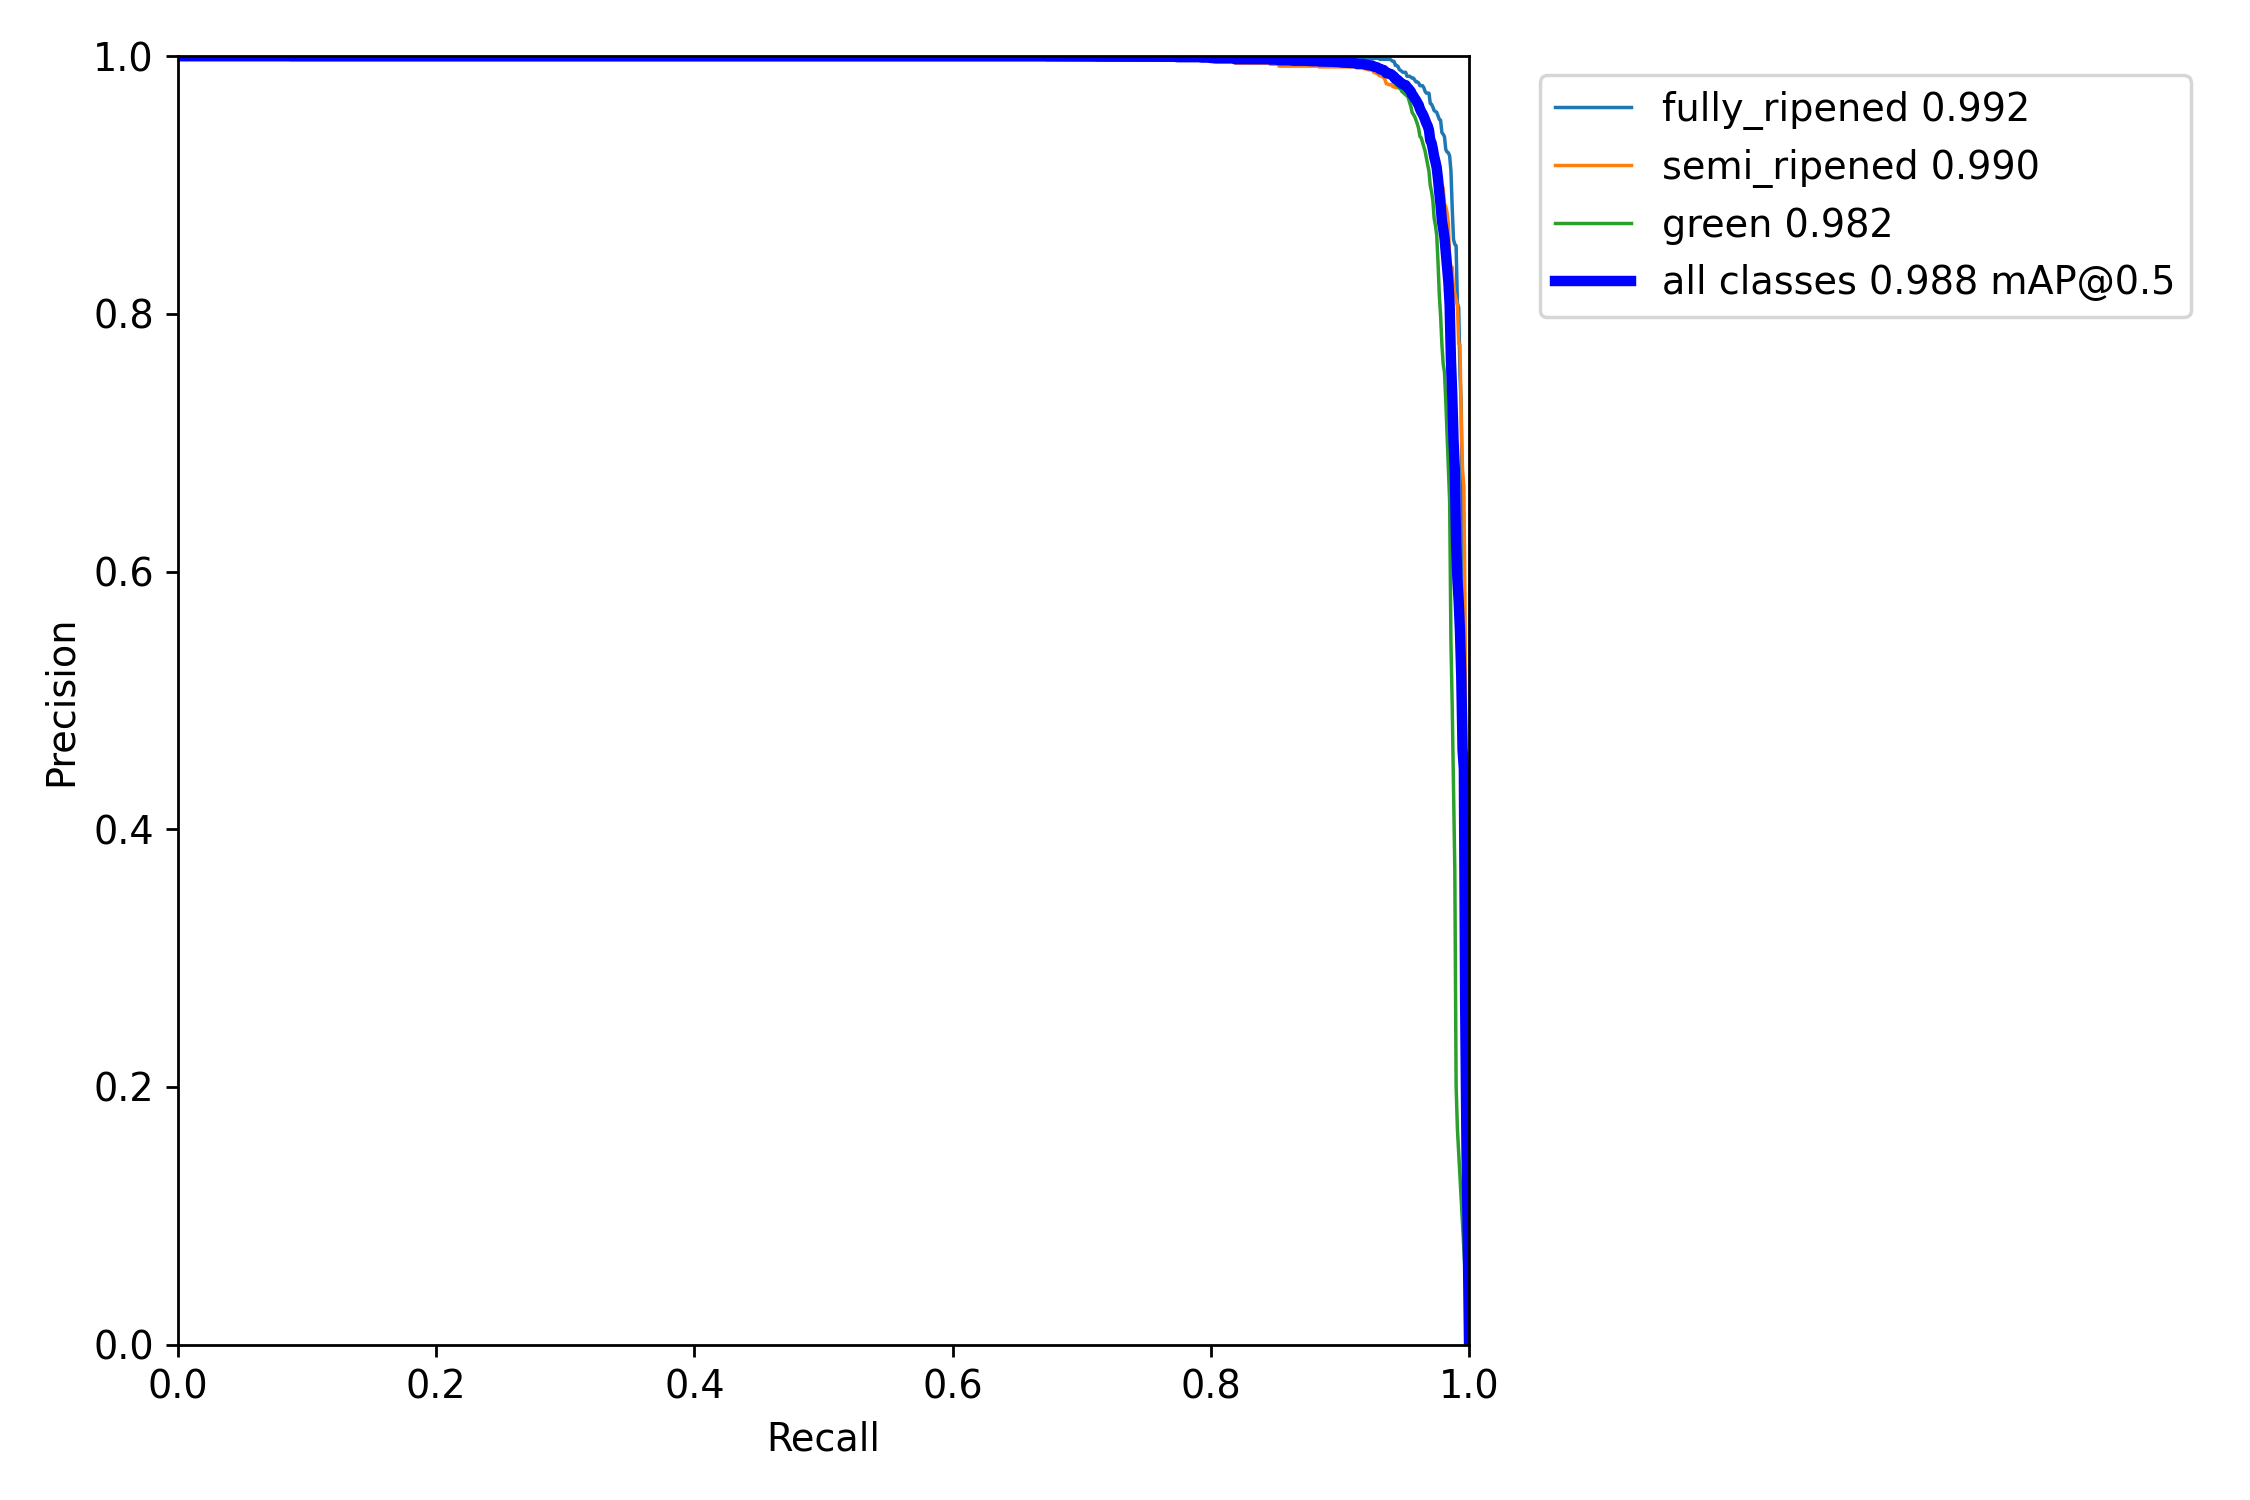 1.0
0.8
0.6
0.4
0.2
0.0
Precision
0.0 0.2 0.4 0.6 0.8 1.0
Recall
fully_ripened 0.992
semi_ripened 0.990
green 0.982
all classes 0.988 mAP@0.5